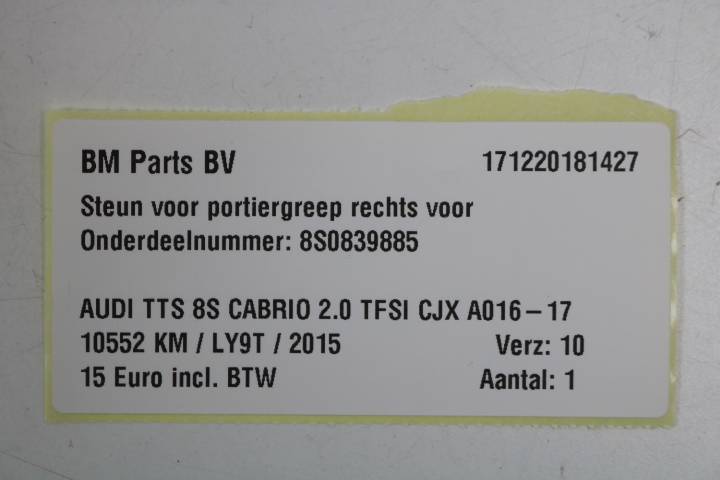 BM Parts BV 171220181427
Steun voor portiergreep rechts voor
Onderdeelnummer: 8S0839885
AUDI TTS 8S CABRIO 2.0 TFSI CJX A016-17
10552 KM / LY9T / 2015 Verz: 10
15 Euro incl. BTW Aantal: 1